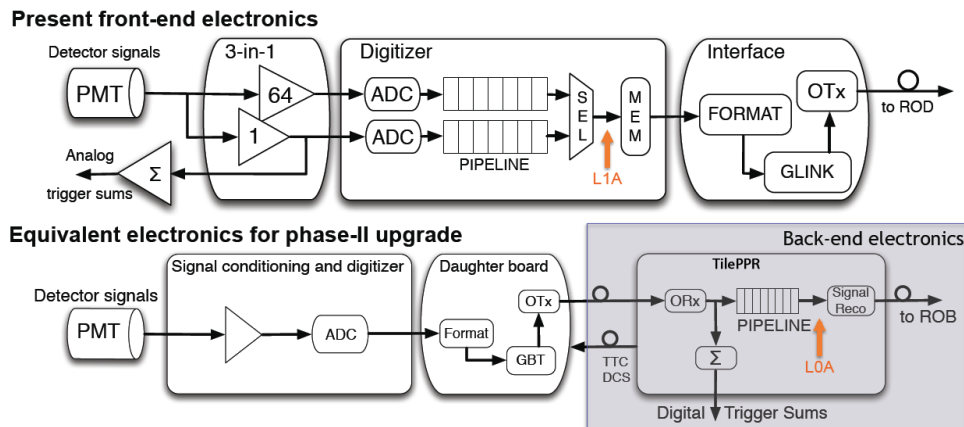 Present front-end electronics
Detector signals
3-in-1
Digitizer
Interface
PMT
64
1
ADC
ADC
PIPELINE
SEL
MEM
L1A
FORMAT
GLINK
OTx
to ROD
Analog
trigger sums
Σ
Equivalent electronics for phase-II upgrade
Back-end electronics
Signal conditioning and digitizer
Daughter board
TilePPR
Detector signals
PMT
ADC
Format
GBT
OTx
TTC
DCS
ORx
PIPELINE
Signal
Reco
to ROB
L0A
Σ
Digital Trigger Sums